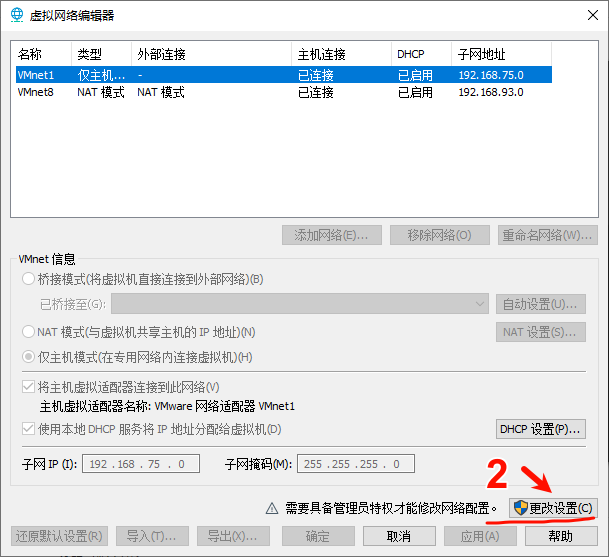 虚拟网络编辑器
名称 类型 外部连接 主机连接 DHCP 子网地址
VMnet1 仅主机... - 已连接 已启用 192.168.75.0
VMnet8 NAT 模式 NAT 模式 已连接 已启用 192.168.93.0
添加网络(E)... 移除网络(O) 重命名网络(W)...
VMnet 信息
桥接模式(将虚拟机直接连接到外部网络)(B)
已桥接至(G): 自动设置(U)...
NAT 模式(与虚拟机共享主机的 IP 地址)(N) NAT 设置(S)...
仅主机模式(在专用网络内连接虚拟机)(H)
将主机虚拟适配器连接到此网络(V)
主机虚拟适配器名称: VMware 网络适配器 VMnet1
使用本地 DHCP 服务将 IP 地址分配给虚拟机(D) DHCP 设置(P)...
子网 IP (I): 192 . 168 . 75 . 0 子网掩码(M): 255 . 255 . 255 . 0
2
需要具备管理员特权才能修改网络配置。 更改设置(C)
还原默认设置(R) 导入(T)... 导出(X)... 确定 取消 应用(A) 帮助